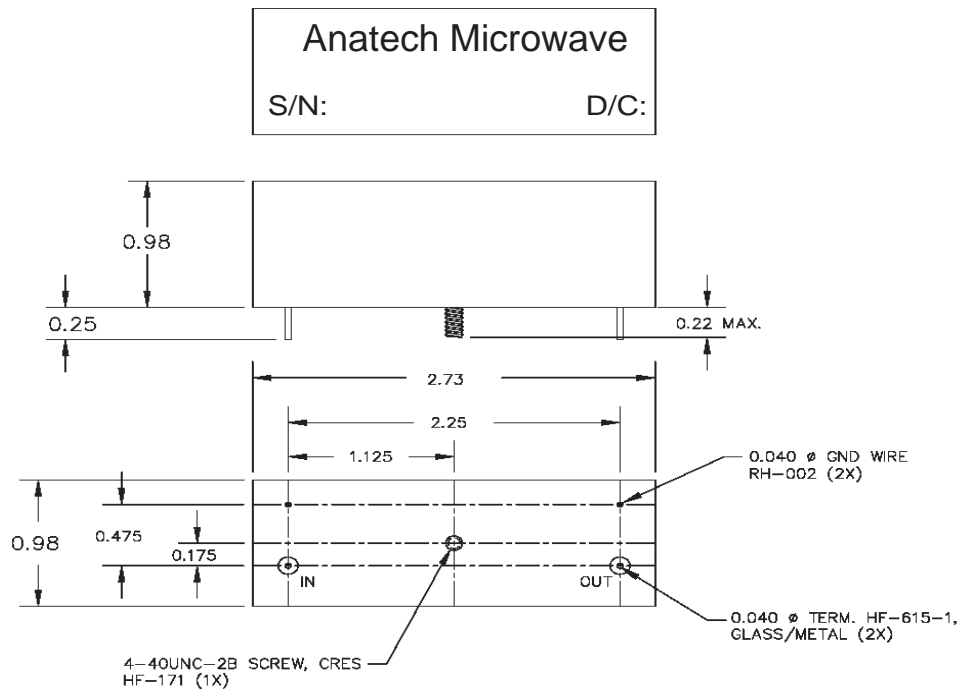 Anatech Microwave
S/N: D/C:
0.98
0.25
0.22 MAX.
2.73
2.25
1.125
0.040 ø GND WIRE
RH-002 (2X)
0.98
0.475
0.175
IN
OUT
0.040 ø TERM. HF-615-1,
GLASS/METAL (2X)
4-40UNC-2B SCREW, CRES
HF-171 (1X)